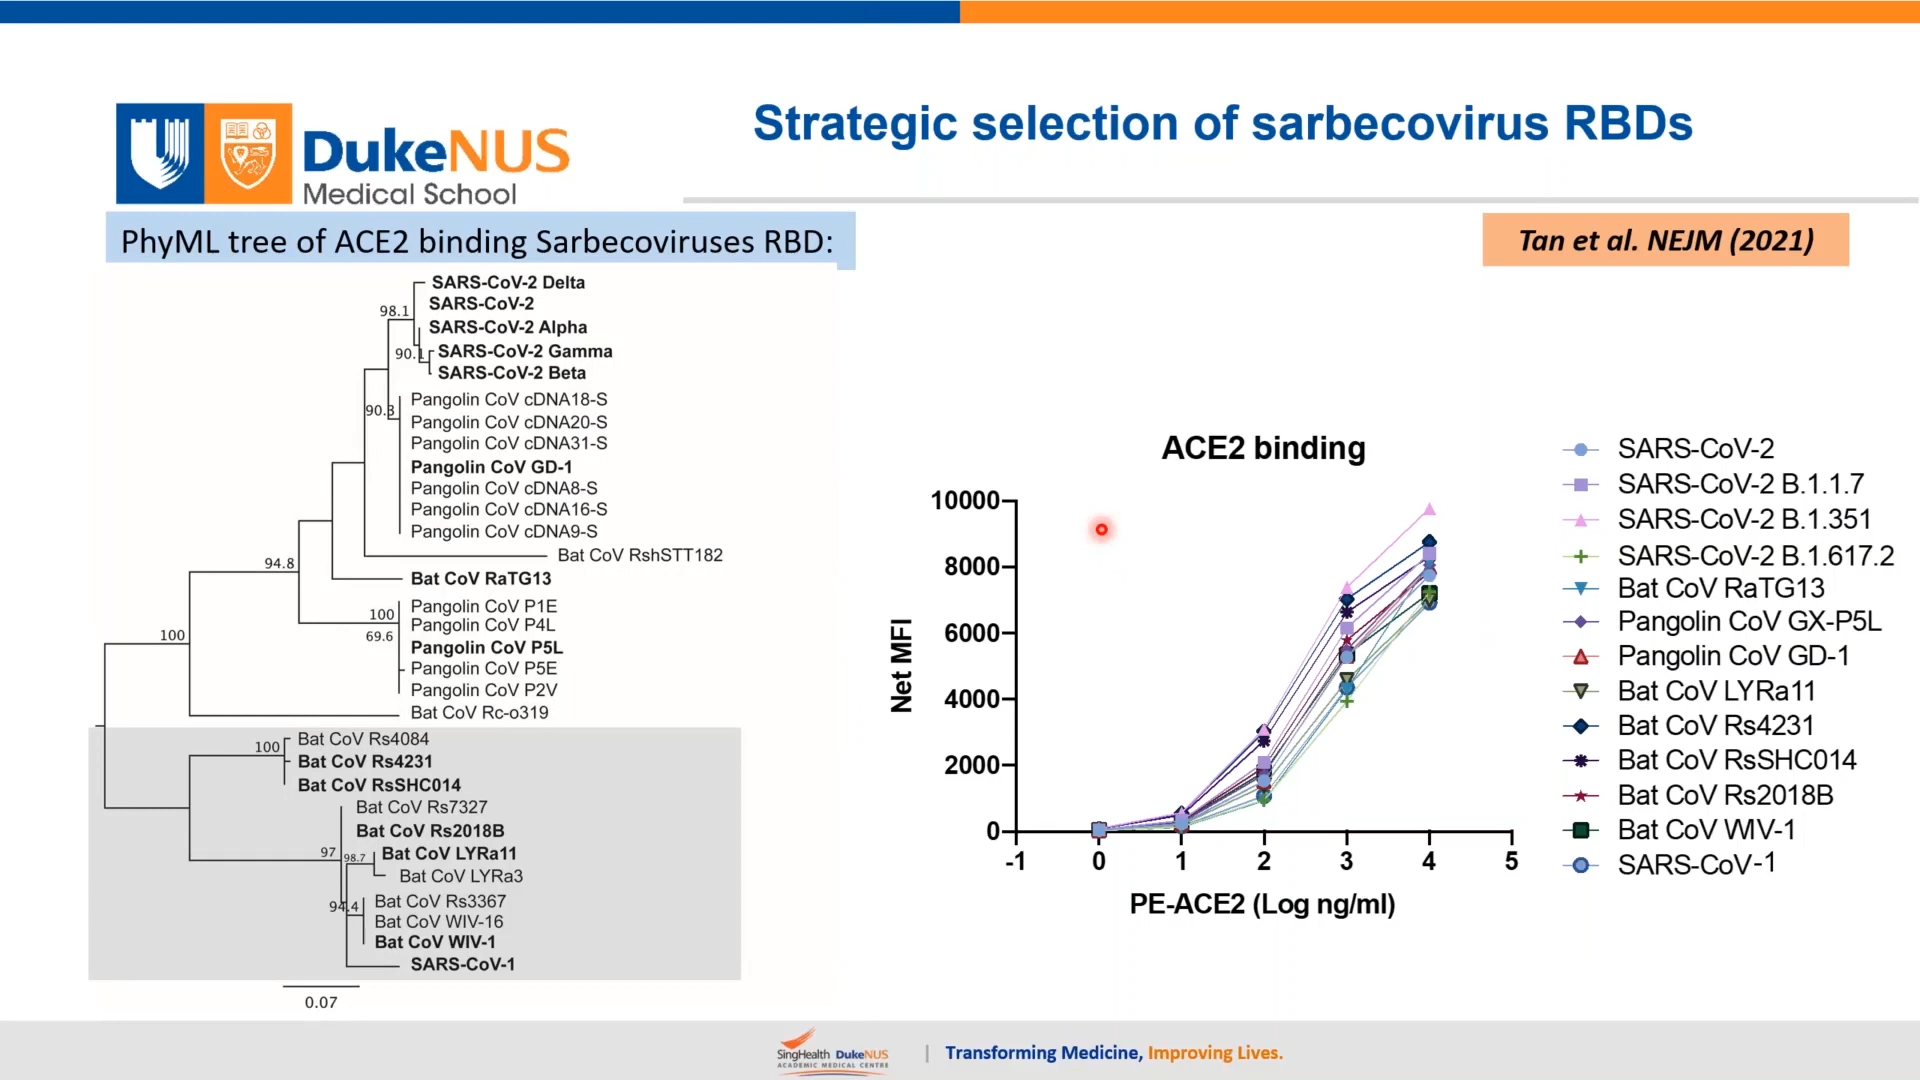 DukeNUS
Medical School
Strategic selection of sarbecovirus RBDs
PhyML tree of ACE2 binding Sarbecoviruses RBD:
Tan et al. NEJM (2021)
SARS-CoV-2 Delta
98.1
SARS-CoV-2
SARS-CoV-2 Alpha
90.1
SARS-CoV-2 Gamma
SARS-CoV-2 Beta
Pangolin CoV cDNA18-S
90.3
Pangolin CoV cDNA20-S
Pangolin CoV cDNA31-S
Pangolin CoV GD-1
Pangolin CoV cDNA8-S
Pangolin CoV cDNA16-S
Pangolin CoV cDNA9-S
Bat CoV RshSTT182
94.8
Bat CoV RaTG13
Pangolin CoV P1E
100
Pangolin CoV P4L
69.6
100
Pangolin CoV P5L
Pangolin CoV P5E
Pangolin CoV P2V
Bat CoV Rc-o319
Bat CoV Rs4084
100
Bat CoV Rs4231
Bat CoV RsSHC014
Bat CoV Rs7327
Bat CoV Rs2018B
97
98.7
Bat CoV LYRa11
Bat CoV LYRa3
Bat CoV Rs3367
94.4
Bat CoV WIV-16
Bat CoV WIV-1
SARS-CoV-1
0.07
ACE2 binding
10000
8000
6000
4000
2000
0
Net MFI
-1 0 1 2 3 4 5
PE-ACE2 (Log ng/ml)
SARS-CoV-2
SARS-CoV-2 B.1.1.7
SARS-CoV-2 B.1.351
SARS-CoV-2 B.1.617.2
Bat CoV RaTG13
Pangolin CoV GX-P5L
Pangolin CoV GD-1
Bat CoV LYRa11
Bat CoV Rs4231
Bat CoV RsSHC014
Bat CoV Rs2018B
Bat CoV WIV-1
SARS-CoV-1
SingHealth DukeNUS
ACADEMIC MEDICAL CENTRE
| Transforming Medicine, Improving Lives.